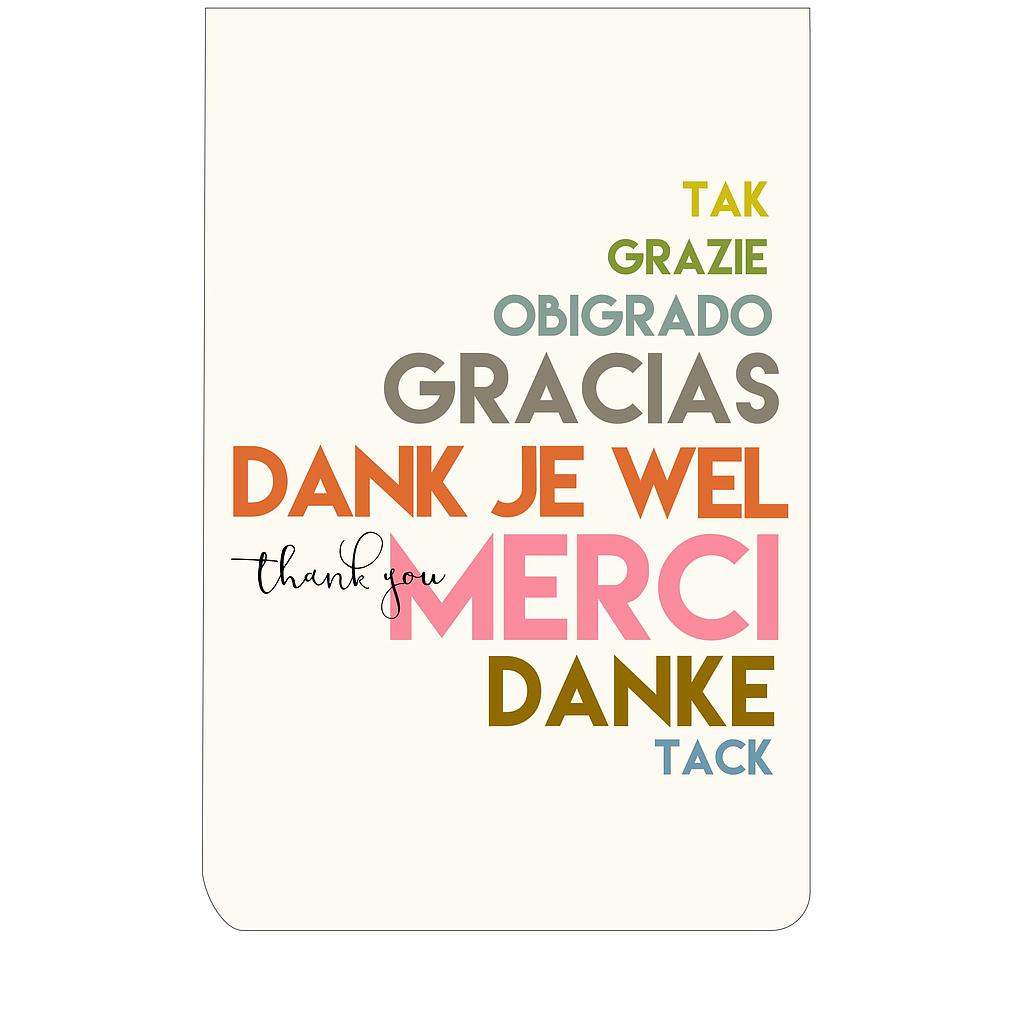 TAK
GRAZIE
OBIGRADO
GRACIAS
DANK JE WEL
thank you
MERCI
DANKE
TACK